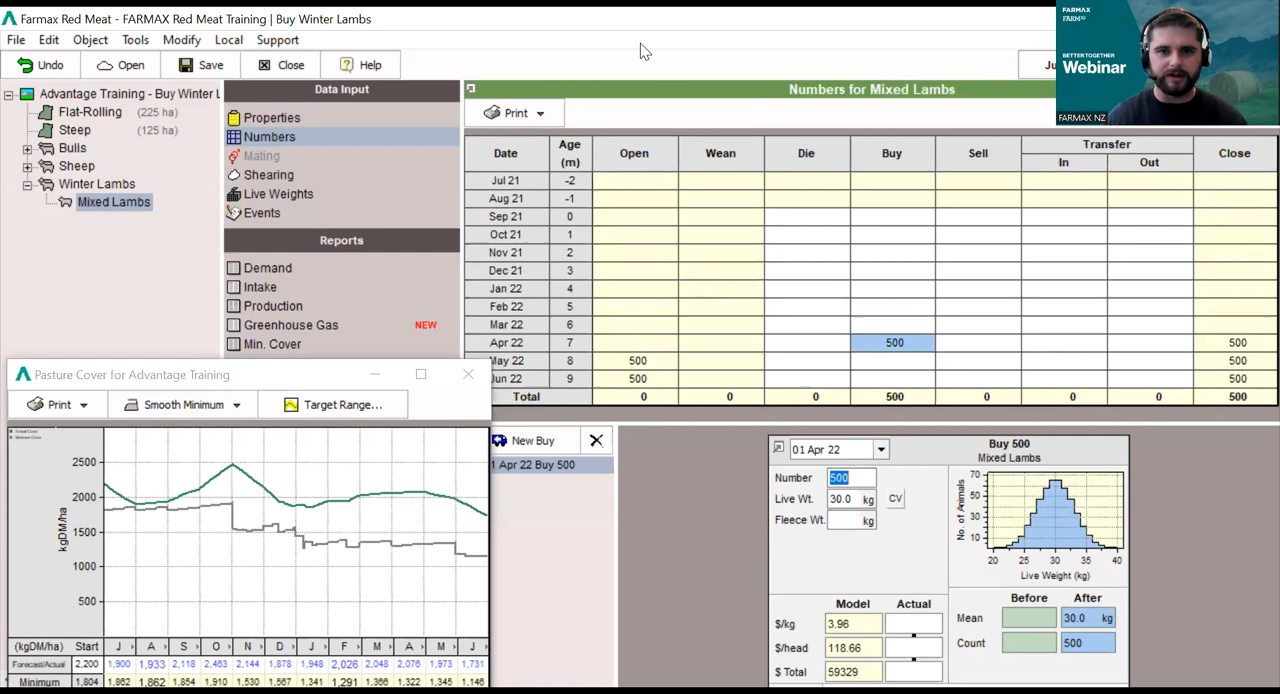 Farmax Red Meat - FARMAX Red Meat Training | Buy Winter Lambs
FARMAX
BETTER TOGETHER
Webinar
FARMAX NZ
File Edit Object Tools Modify Local Support
Undo Open Save Close Help
Ju
Advantage Training - Buy Winter L
Flat-Rolling (225 ha)
Steep (125 ha)
Bulls
Sheep
Winter Lambs
Mixed Lambs
Data Input
Properties
Numbers
Mating
Shearing
Live Weights
Events
Reports
Demand
Intake
Production
Greenhouse Gas NEW
Min. Cover
Numbers for Mixed Lambs
Print
Date Age (m) Open Wean Die Buy Sell Transfer In Out Close
Jul 21 -2
Aug 21 -1
Sep 21 0
Oct 21 1
Nov 21 2
Dec 21 3
Jan 22 4
Feb 22 5
Mar 22 6
Apr 22 7 500 500
May 22 8 500 500
Jun 22 9 500 500
Total 0 0 0 500 0 0 0 500
Pasture Cover for Advantage Training
Print Smooth Minimum Target Range...
2500
2000
1500
1000
500
kgDM/ha
(kgDM/ha) Start J A S O N D J F M A M J
Forecast/Actual 2,200 1,900 1,933 2,118 2,463 2,144 1,878 1,948 2,026 2,048 2,076 1,973 1,731
Minimum 1,804 1,862 1,862 1,854 1,910 1,530 1,567 1,341 1,291 1,366 1,322 1,345 1,146
New Buy
1 Apr 22 Buy 500
01 Apr 22
Buy 500
Mixed Lambs
Number 500
Live Wt. 30.0 kg CV
Fleece Wt. kg
No. of Animals
70
50
30
10
20 25 30 35 40
Live Weight (kg)
Model Actual
$/kg 3.96
$/head 118.66
$ Total 59329
Before After
Mean 30.0 kg
Count 500